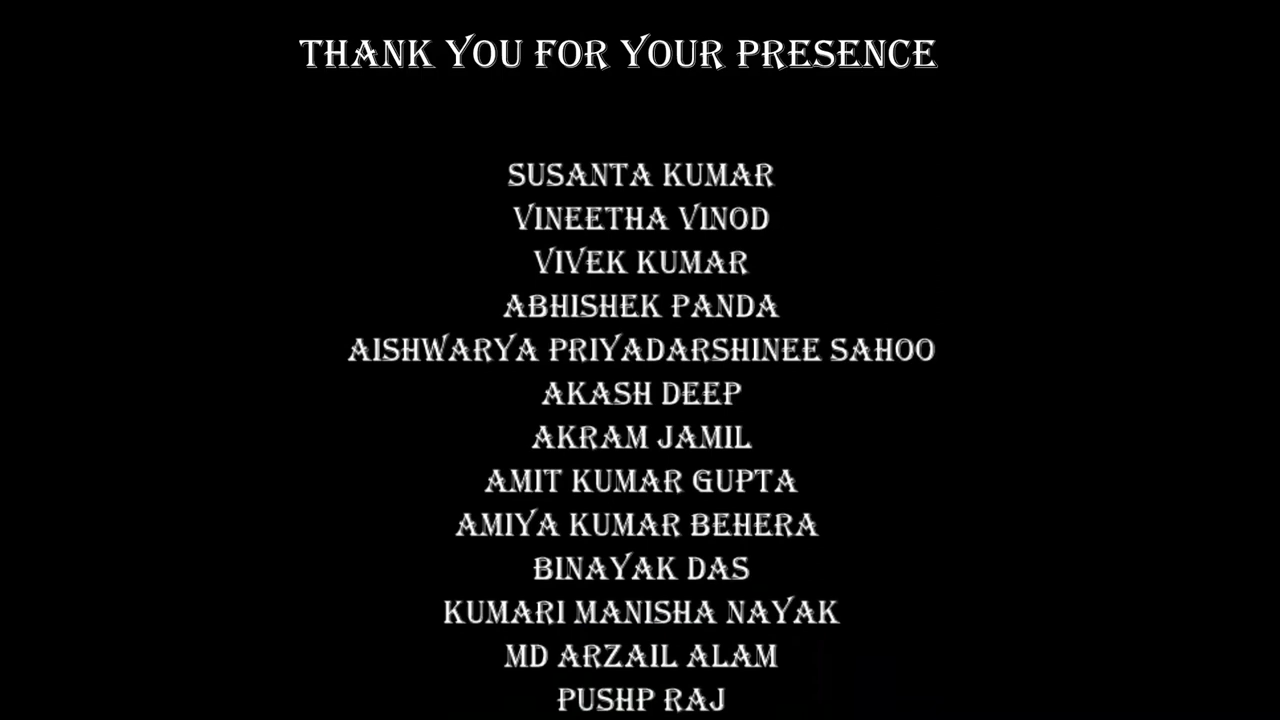 THANK YOU FOR YOUR PRESENCE
SUSANTA KUMAR
VINEETHA VINOD
VIVEK KUMAR
ABHISHEK PANDA
AISHWARYA PRIYADARSHINEE SAHOO
AKASH DEEP
AKRAM JAMIL
AMIT KUMAR GUPTA
AMIYA KUMAR BEHERA
BINAYAK DAS
KUMARI MANISHA NAYAK
MD ARZAIL ALAM
PUSHP RAJ